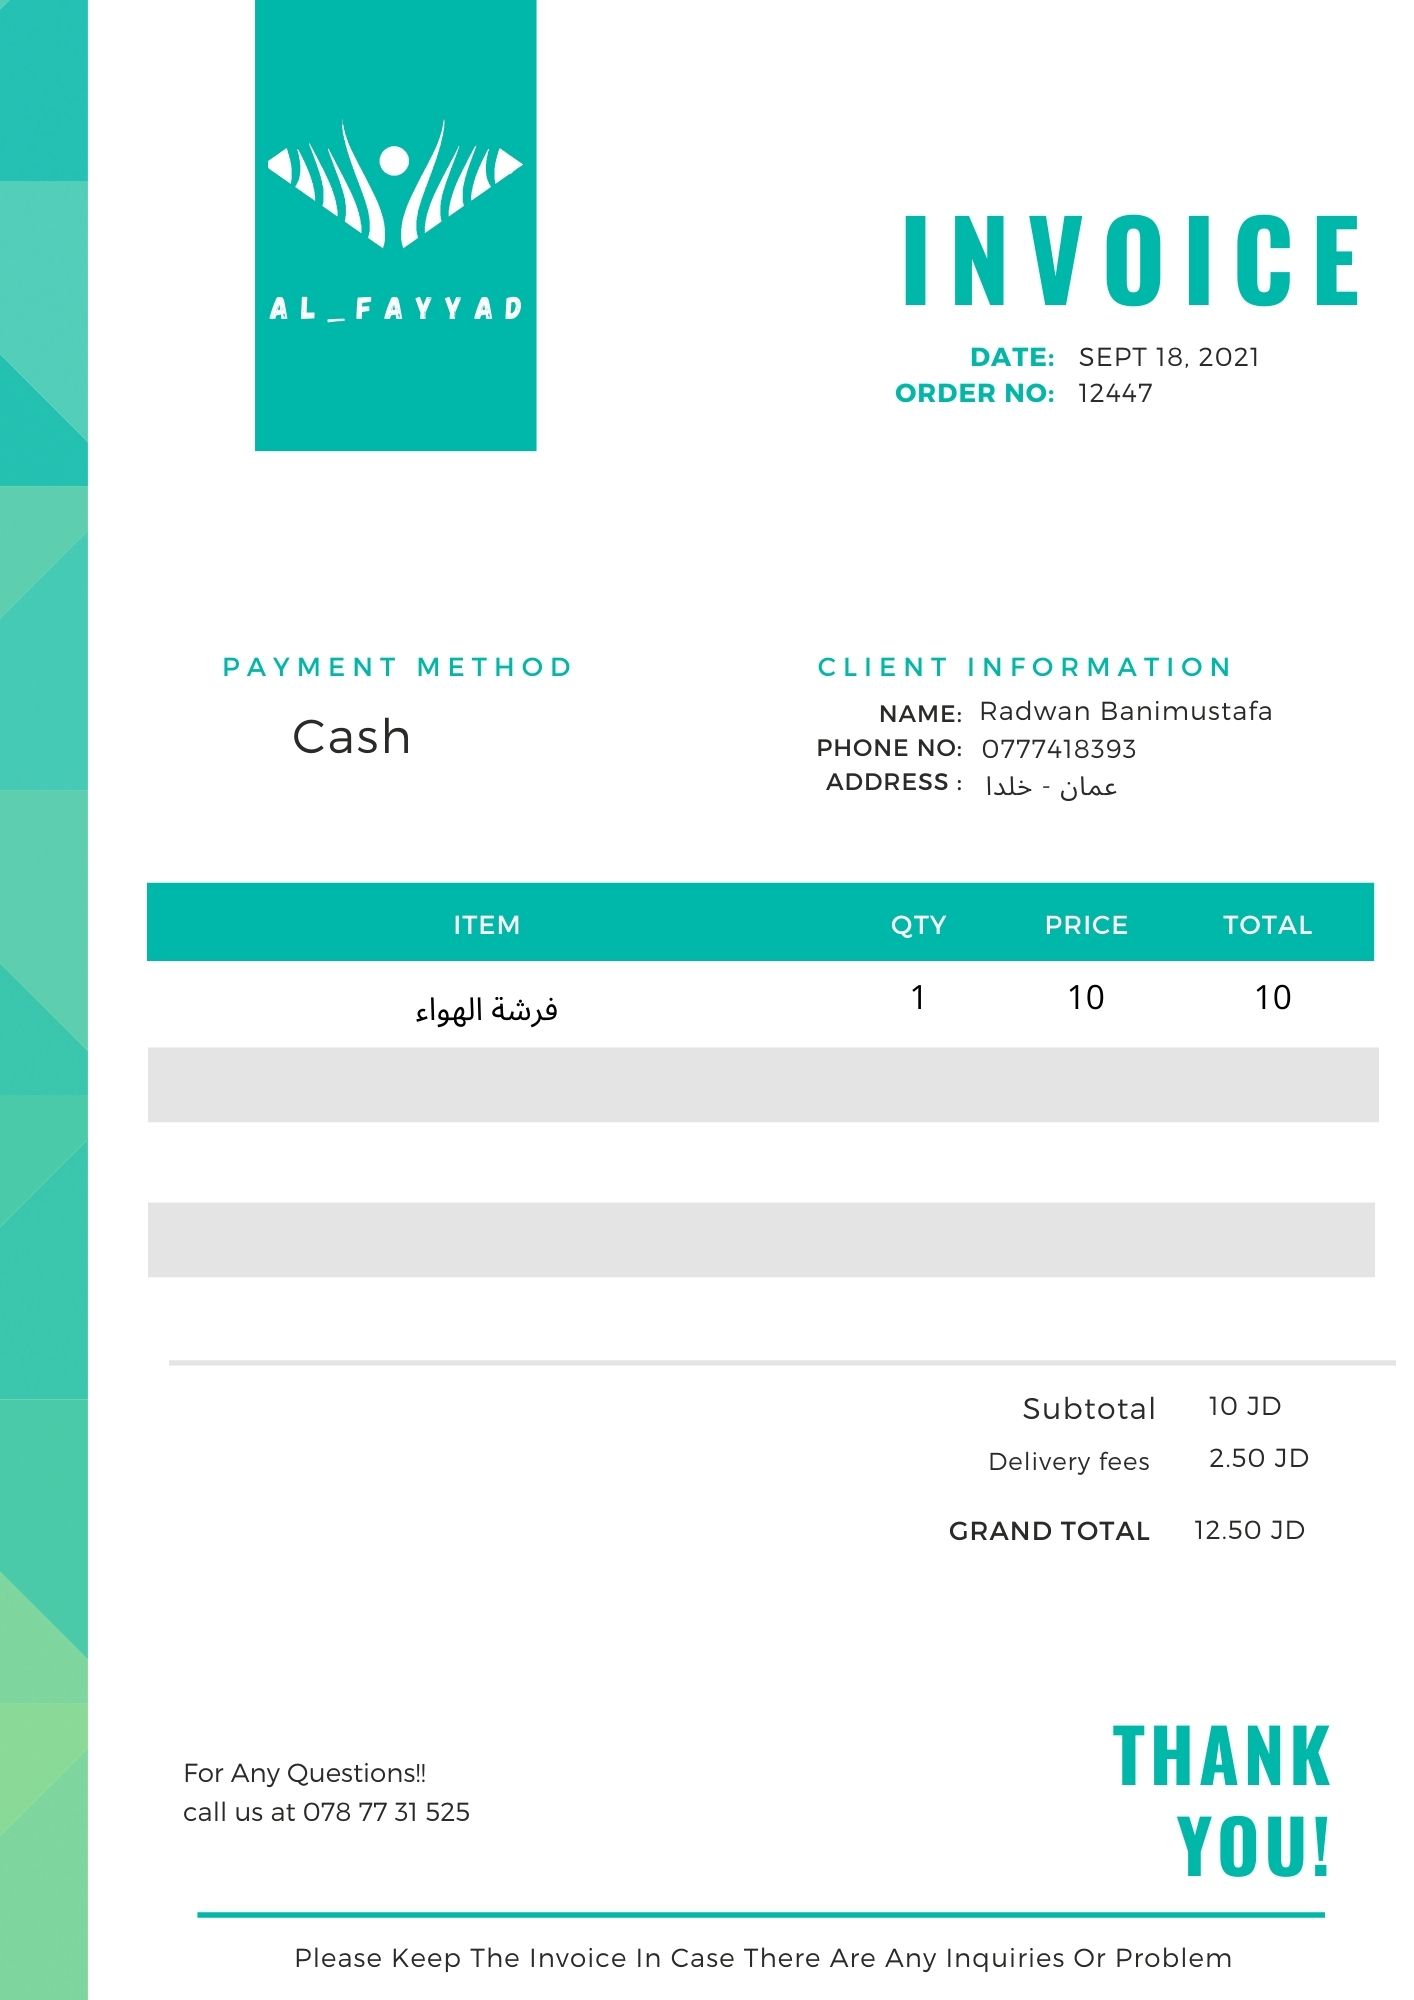 AL_FAYYAD
INVOICE
DATE: SEPT 18, 2021
ORDER NO: 12447
PAYMENT METHOD
Cash
CLIENT INFORMATION
NAME: Radwan Banimustafa
PHONE NO: 0777418393
ADDRESS : عمان - خلدا
ITEM QTY PRICE TOTAL
فرشة الهواء 1 10 10
Subtotal 10 JD
Delivery fees 2.50 JD
GRAND TOTAL 12.50 JD
For Any Questions!!
call us at 078 77 31 525
THANK
YOU!
Please Keep The Invoice In Case There Are Any Inquiries Or Problem